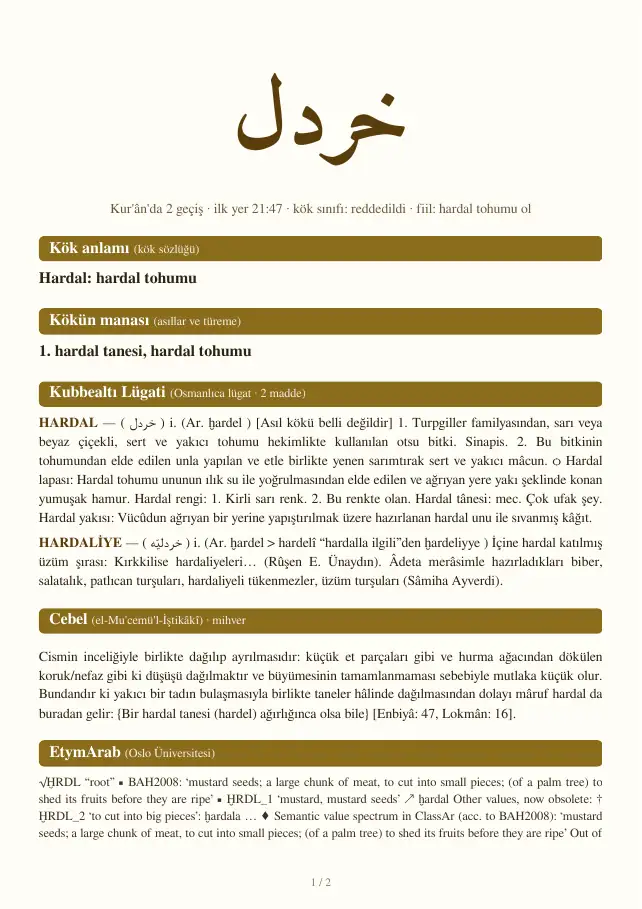 خردل
Kur'ân'da 2 geçiş · ilk yer 21:47 · kök sınıfı: reddedildi · fiil: hardal tohumu ol
Kök anlamı (kök sözlüğü)
Hardal: hardal tohumu
Kökün manası (asıllar ve türeme)
1. hardal tanesi, hardal tohumu
Kubbealtı Lügati (Osmanlıca lügat · 2 madde)
HARDAL — ( خردل ) i. (Ar. ḫardel ) [Asıl kökü belli değildir] 1. Turpgiller familyasından, sarı veya
beyaz çiçekli, sert ve yakıcı tohumu hekimlikte kullanılan otsu bitki. Sinapis. 2. Bu bitkinin
tohumundan elde edilen unla yapılan ve etle birlikte yenen sarımtırak sert ve yakıcı mâcun. ○ Hardal
lapası: Hardal tohumu ununun ılık su ile yoğrulmasından elde edilen ve ağrıyan yere yakı şeklinde konan
yumuşak hamur. Hardal rengi: 1. Kirli sarı renk. 2. Bu renkte olan. Hardal tânesi: mec. Çok ufak şey.
Hardal yakısı: Vücûdun ağrıyan bir yerine yapıştırılmak üzere hazırlanan hardal unu ile sıvanmış kâğıt.
HARDALİYE — ( خردليّه ) i. (Ar. ḫardel > hardelî “hardalla ilgili”den ḫardeliyye ) İçine hardal katılmış
üzüm şırası: Kırkkilise hardaliyeleri… (Rûşen E. Ünaydın). Âdeta merâsimle hazırladıkları biber,
salatalık, patlıcan turşuları, hardaliyeli tükenmezler, üzüm turşuları (Sâmiha Ayverdi).
Cebel (el-Mu'cemü'l-İştikâkî) · mihver
Cismin inceliğiyle birlikte dağılıp ayrılmasıdır: küçük et parçaları gibi ve hurma ağacından dökülen
koruk/nefaz gibi ki düşüşü dağılmaktır ve büyümesinin tamamlanmaması sebebiyle mutlaka küçük olur.
Bundandır ki yakıcı bir tadın bulaşmasıyla birlikte taneler hâlinde dağılmasından dolayı mâruf hardal da
buradan gelir: {Bir hardal tanesi (hardel) ağırlığınca olsa bile} [Enbiyâ: 47, Lokmân: 16].
EtymArab (Oslo Üniversitesi)
√ḪRDL “root” ▪ BAH2008: ‘mustard seeds; a large chunk of meat, to cut into small pieces; (of a palm tree) to
shed its fruits before they are ripe’ ▪ ḪRDL_1 ‘mustard, mustard seeds’ ↗ ḫardal Other values, now obsolete: †
ḪRDL_2 ‘to cut into big pieces’: ḫardala … ♦ Semantic value spectrum in ClassAr (acc. to BAH2008): ‘mustard
seeds; a large chunk of meat, to cut into small pieces; (of a palm tree) to shed its fruits before they are ripe’ Out of
1 / 2